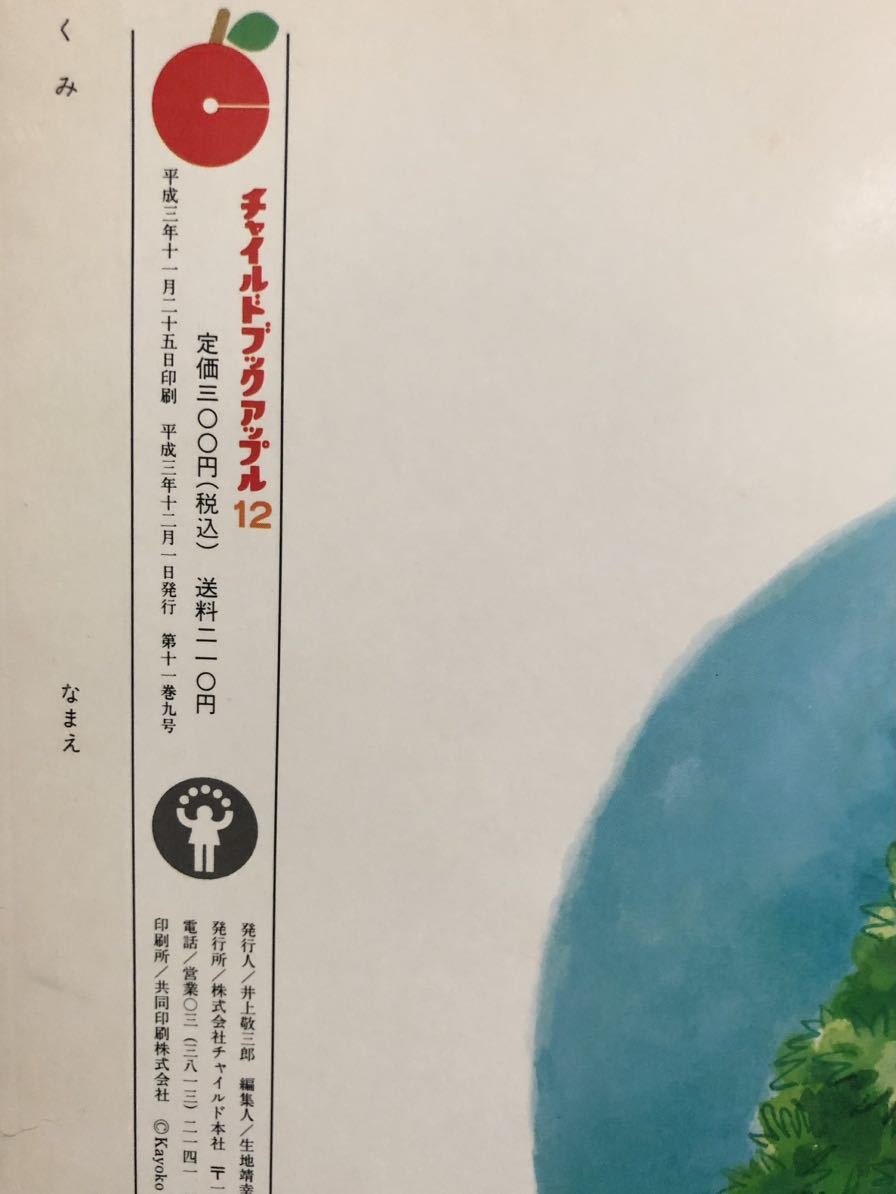 チャイルドブックアップル12
定価三〇〇円(税込) 送料二一〇円
平成三年十一月二十五日印刷 平成三年十二月一日発行 第十一巻九号
発行人/井上敬三郎 編集人/生地靖幸
発行所/株式会社チャイルド本社 〒一
電話/営業〇三(三八一三)二一四一
印刷所/共同印刷株式会社 ©Kayoko
くみ
なまえ